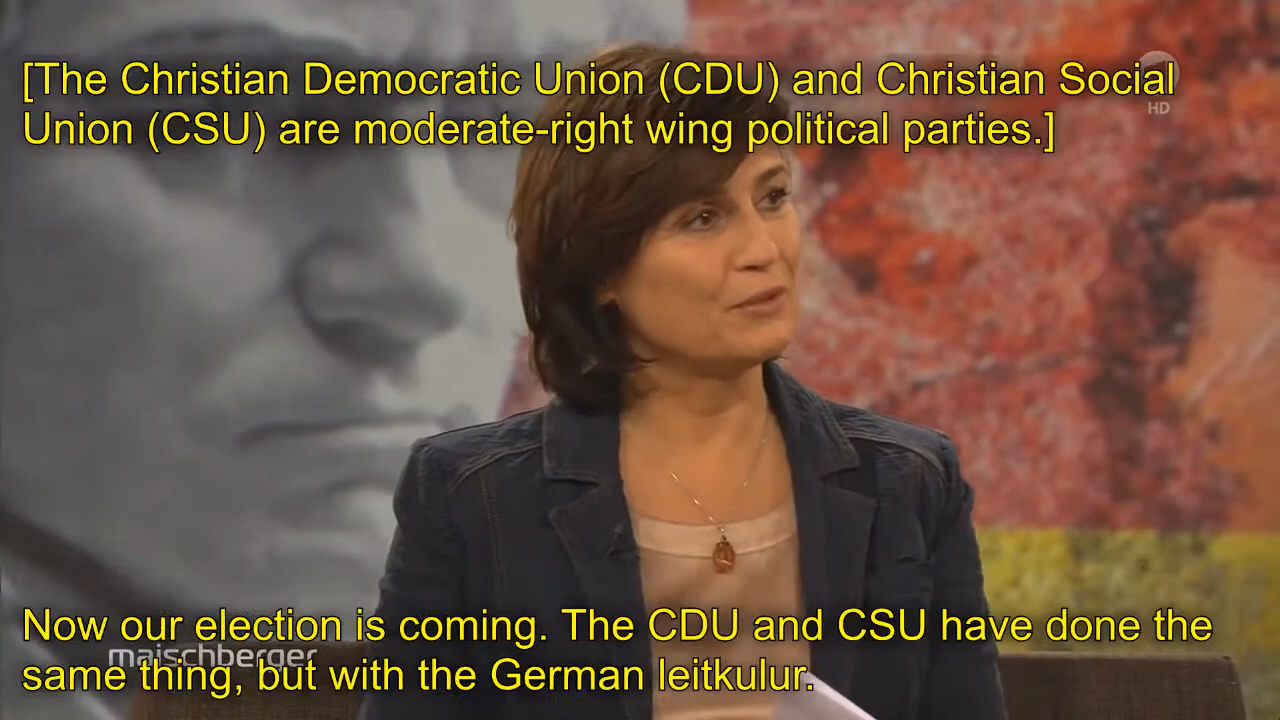 [The Christian Democratic Union (CDU) and Christian Social
Union (CSU) are moderate-right wing political parties.]
HD
Now our election is coming. The CDU and CSU have done the
maischberger
same thing, but with the German leitkulur.